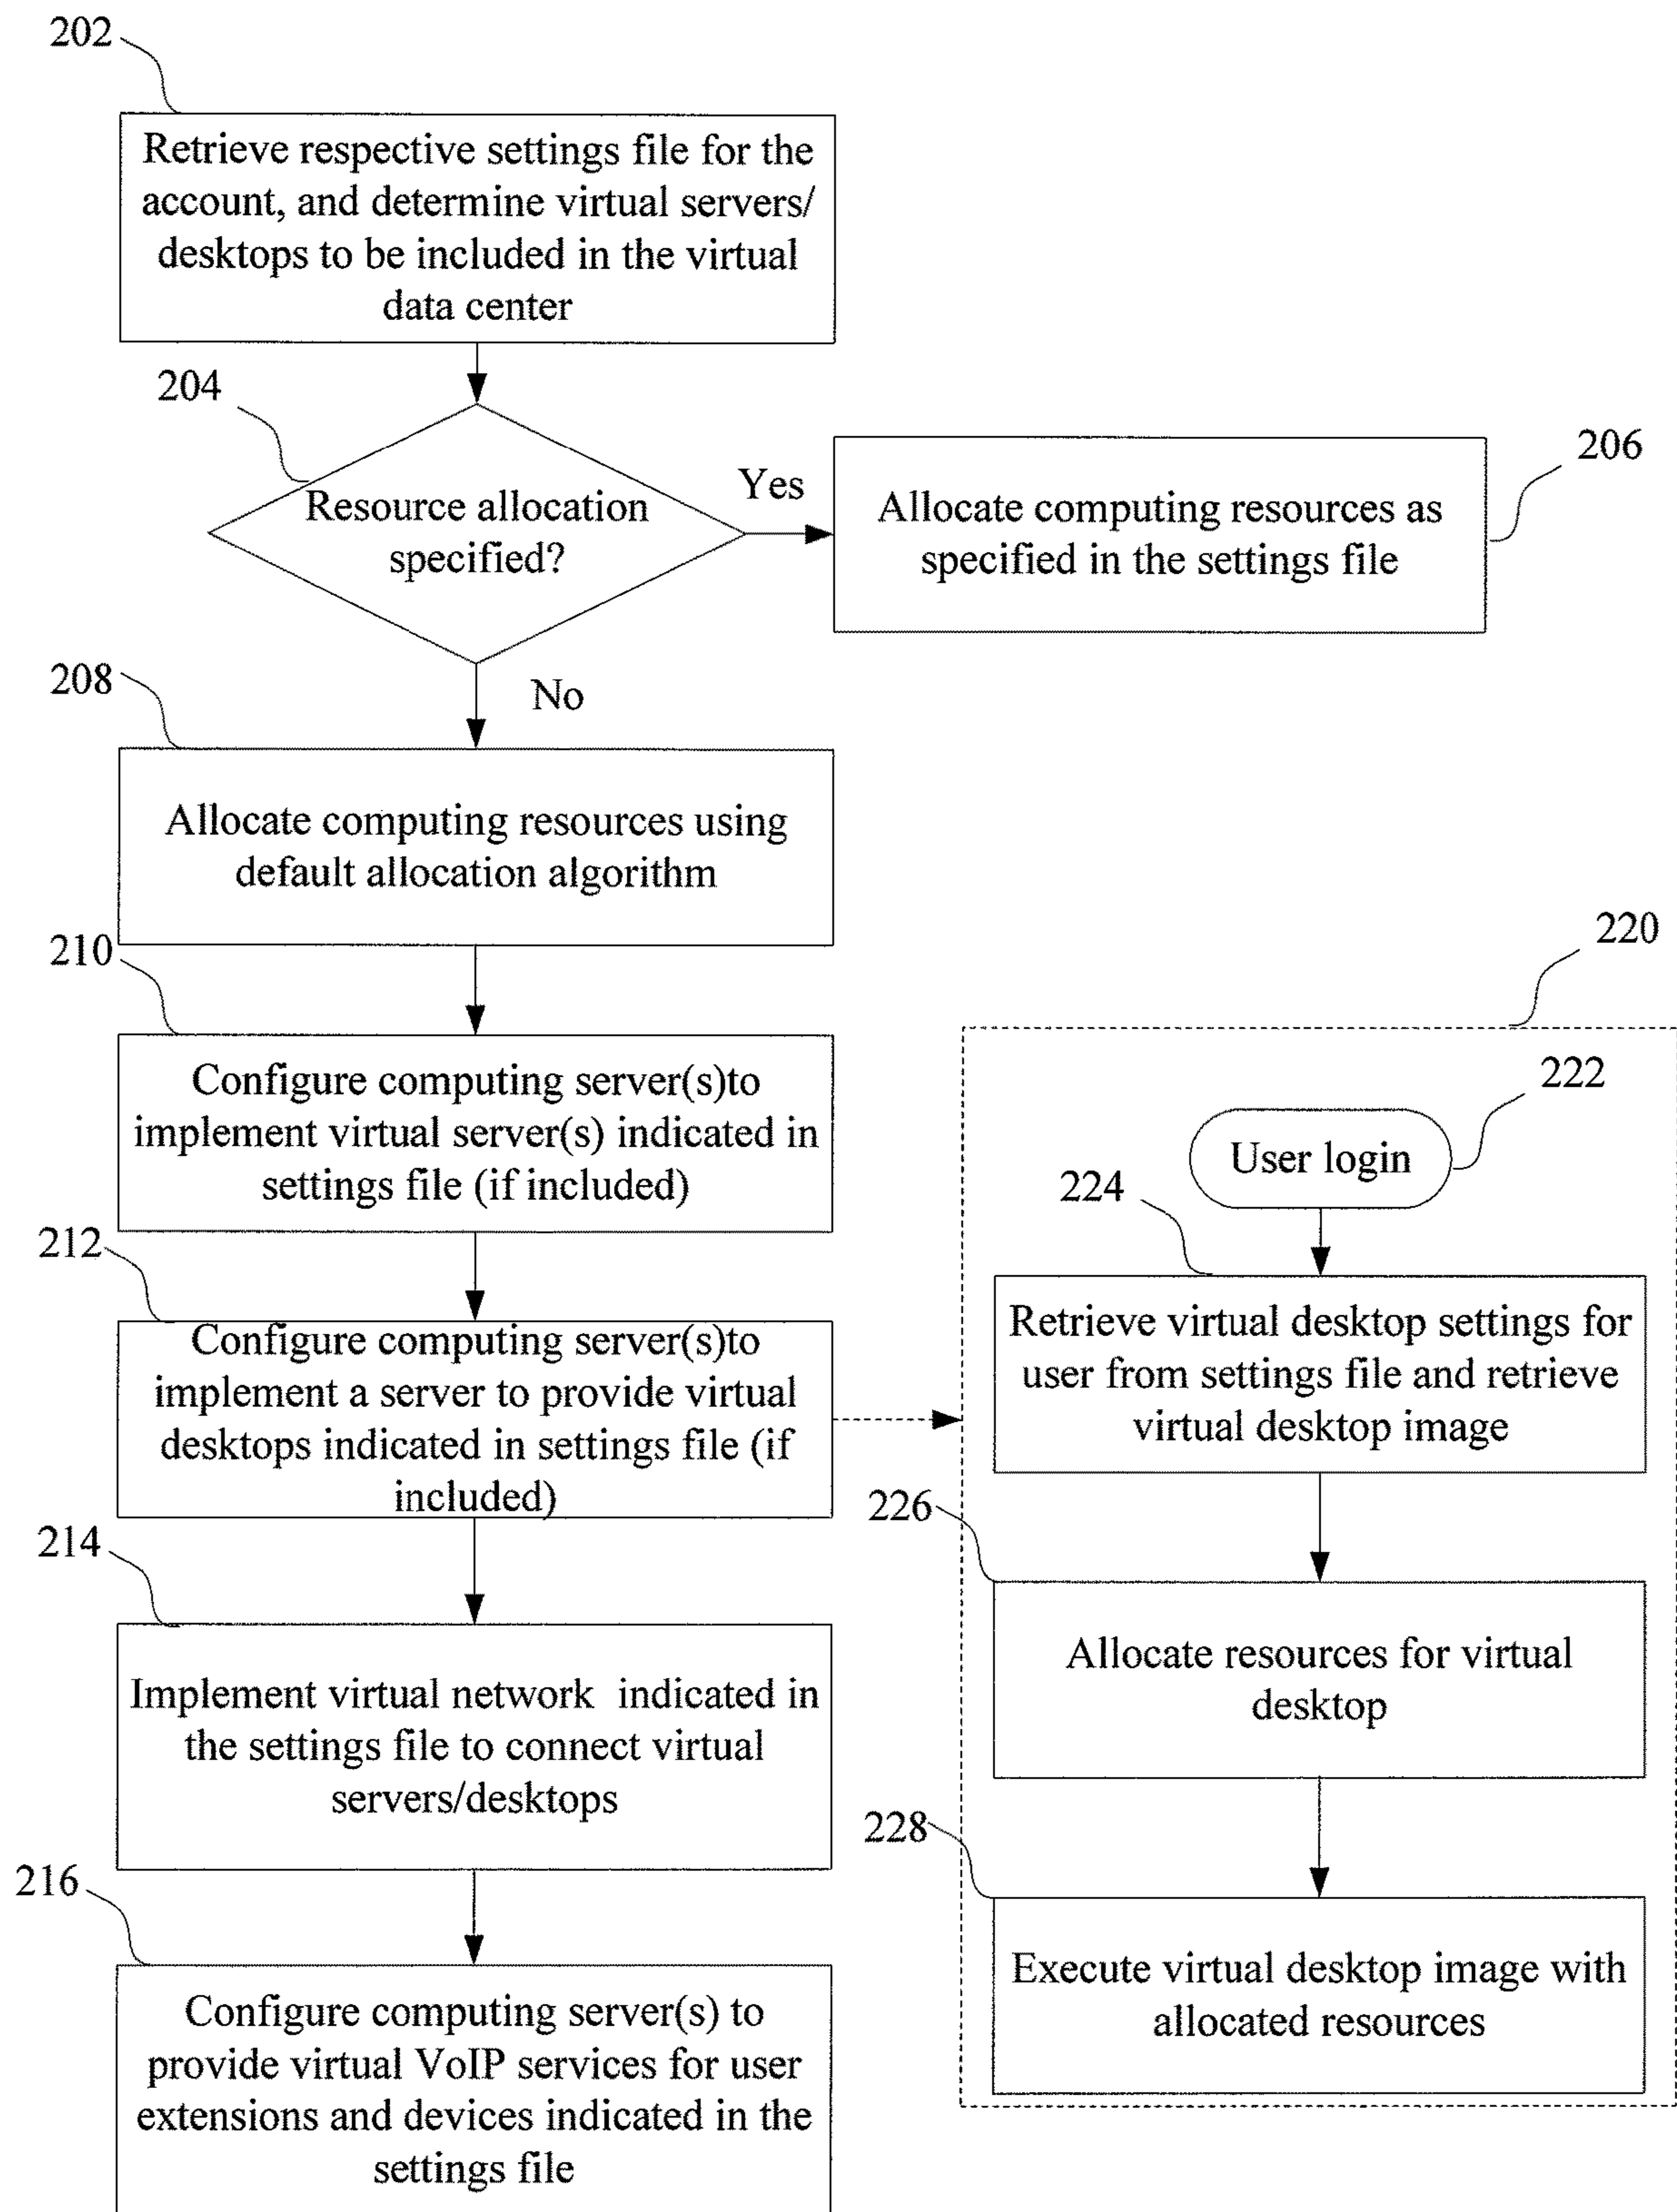 202
Retrieve respective settings file for the
account, and determine virtual servers/
desktops to be included in the virtual
data center
204
Resource allocation
specified?
Yes
206
Allocate computing resources as
specified in the settings file
No
208
Allocate computing resources using
default allocation algorithm
210
Configure computing server(s)to
implement virtual server(s) indicated in
settings file (if included)
212
Configure computing server(s)to
implement a server to provide virtual
desktops indicated in settings file (if
included)
214
Implement virtual network indicated in
the settings file to connect virtual
servers/desktops
216
Configure computing server(s) to
provide virtual VoIP services for user
extensions and devices indicated in the
settings file
220
222
User login
224
Retrieve virtual desktop settings for
user from settings file and retrieve
virtual desktop image
226
Allocate resources for virtual
desktop
228
Execute virtual desktop image with
allocated resources